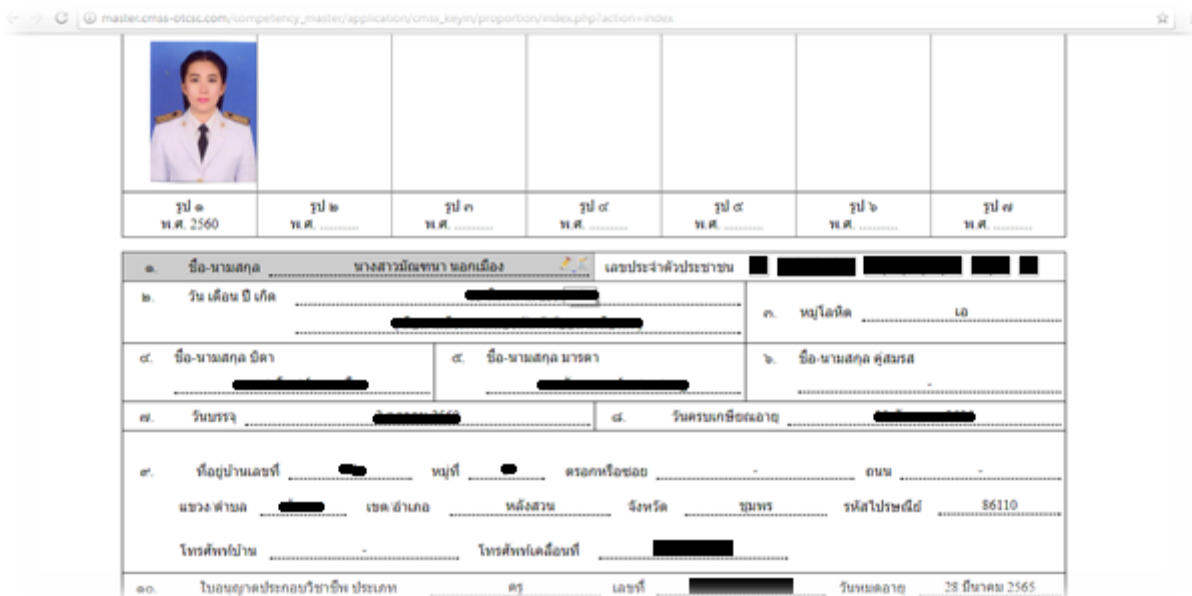 master.cmss-otcsc.com/competency_master/application/cmss_keyin/proportion/index.php?action=index
รูป ๑ รูป ๒ รูป ๓ รูป ๔ รูป ๕ รูป ๖ รูป ๗
พ.ศ. 2560 พ.ศ. .......... พ.ศ. .......... พ.ศ. .......... พ.ศ. .......... พ.ศ. .......... พ.ศ. ..........
๑. ชื่อ-นามสกุล นางสาวมัณฑนา นอกเมือง เลขประจำตัวประชาชน
๒. วัน เดือน ปี เกิด
๓. หมู่โลหิต เอ
๔. ชื่อ-นามสกุล บิดา ๕. ชื่อ-นามสกุล มารดา ๖. ชื่อ-นามสกุล คู่สมรส
-
๗. วันบรรจุ ๘. วันครบเกษียณอายุ
๙. ที่อยู่บ้านเลขที่ หมู่ที่ ตรอกหรือซอย - ถนน -
แขวง/ตำบล เขต/อำเภอ หลังสวน จังหวัด ชุมพร รหัสไปรษณีย์ 86110
โทรศัพท์บ้าน - โทรศัพท์เคลื่อนที่
๑๐. ใบอนุญาตประกอบวิชาชีพ ประเภท ครู เลขที่ วันหมดอายุ 28 มีนาคม 2565